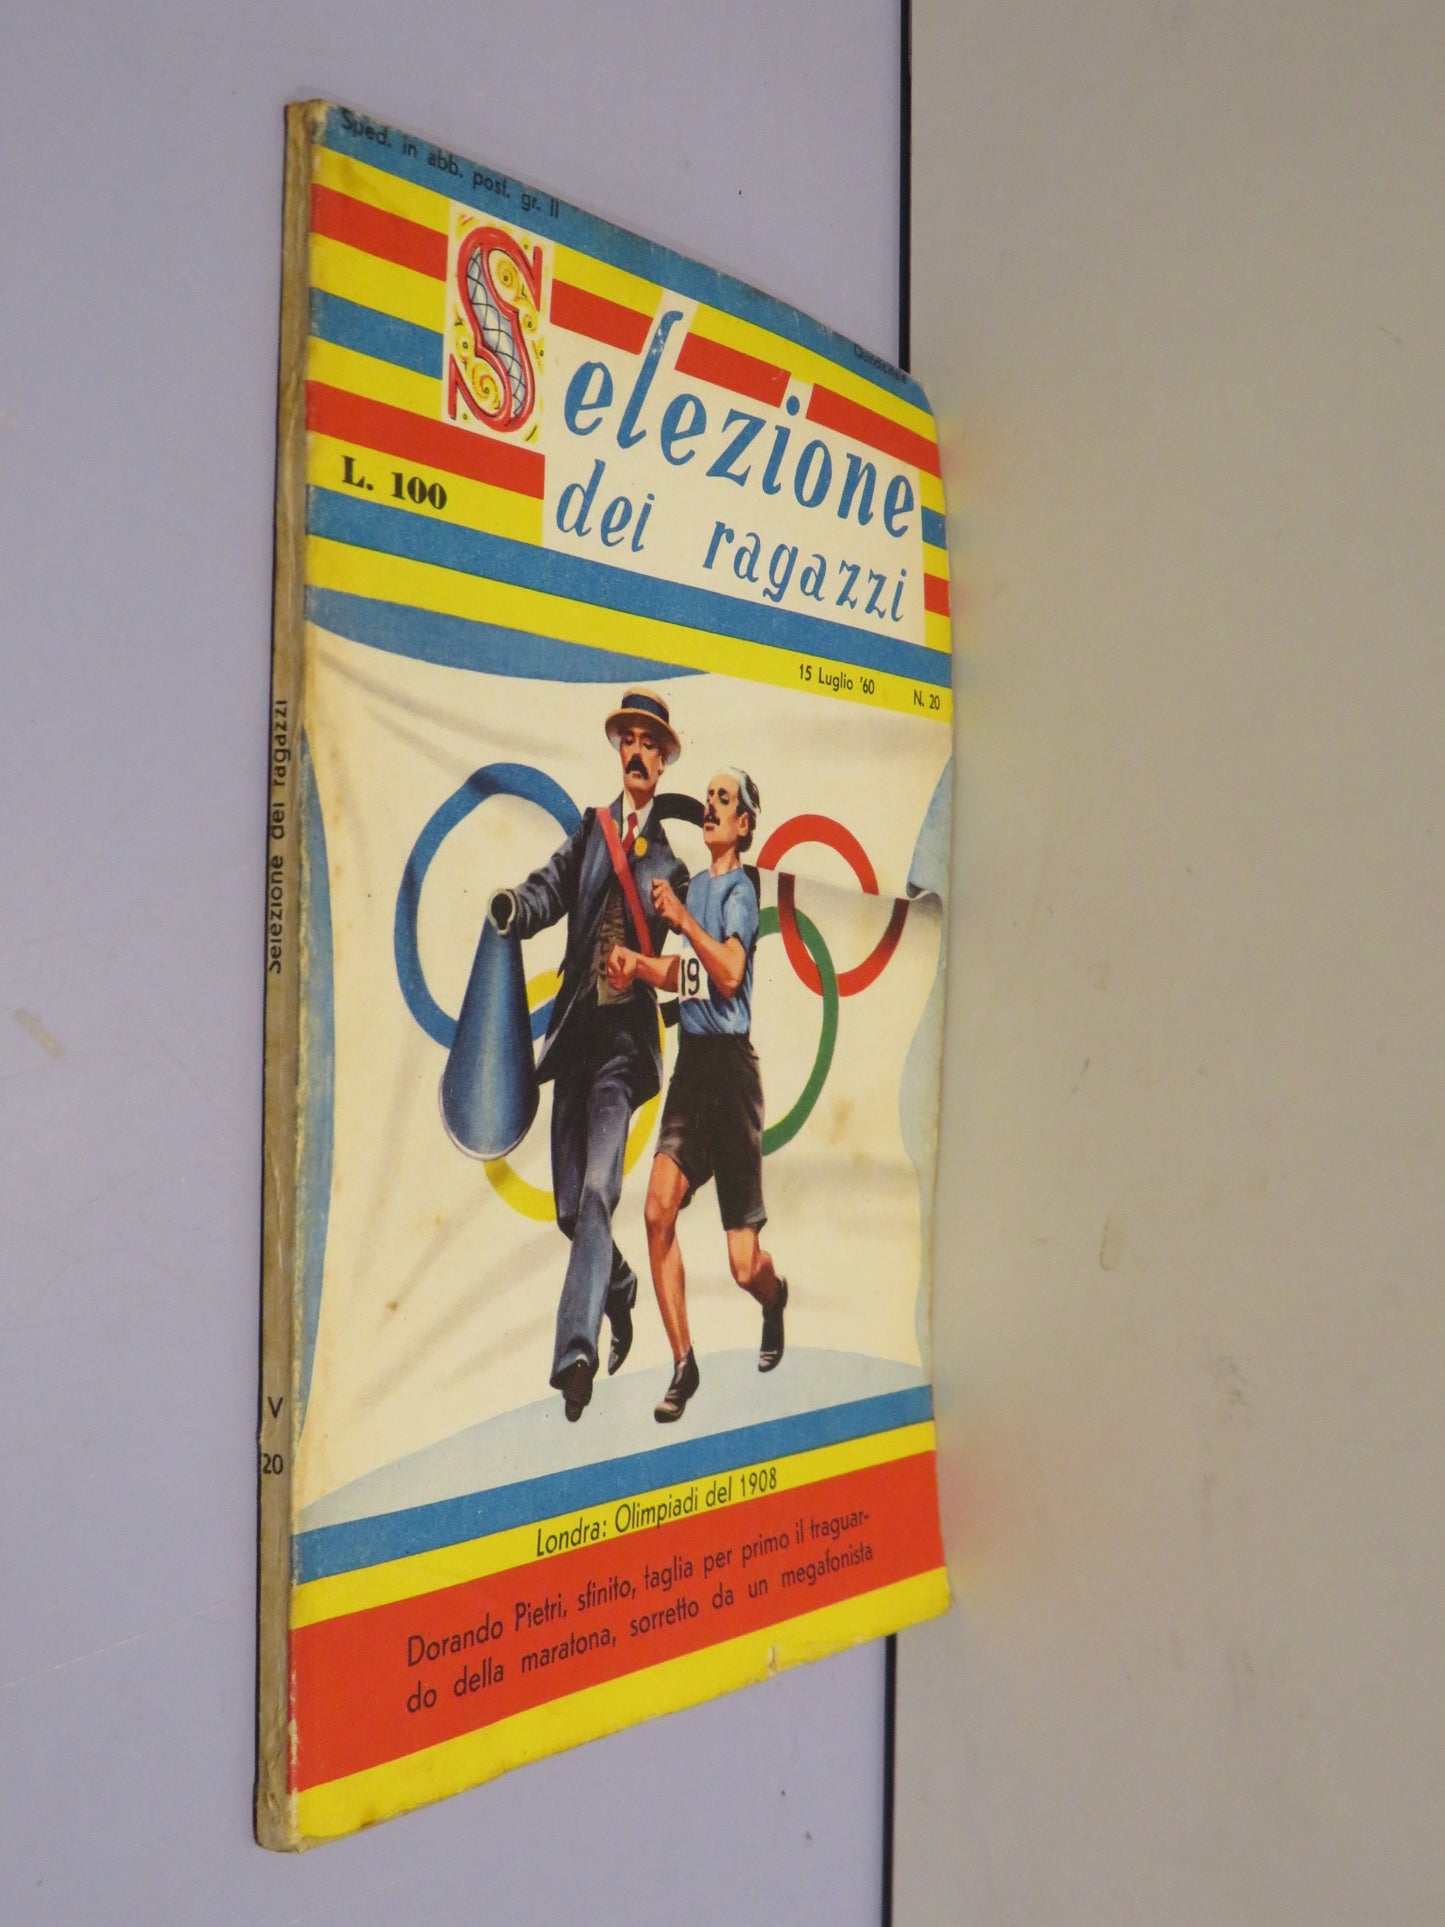 Sped. in abb. post. gr. II
Quindicinale
Selezione
dei ragazzi
L. 100
15 Luglio '60
N. 20
19
Londra: Olimpiadi del 1908
Dorando Pietri, sfinito, taglia per primo il traguar-
do della maratona, sorretto da un megafonista
Selezione dei ragazzi
V
20